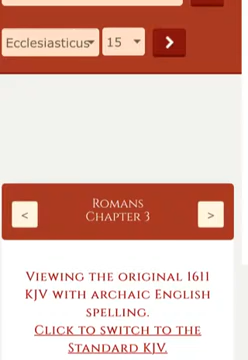 Ecclesiasticus 15 >
< Romans >
Chapter 3
Viewing the original 1611
KJV with archaic English
spelling.
Click to switch to the
Standard KJV.